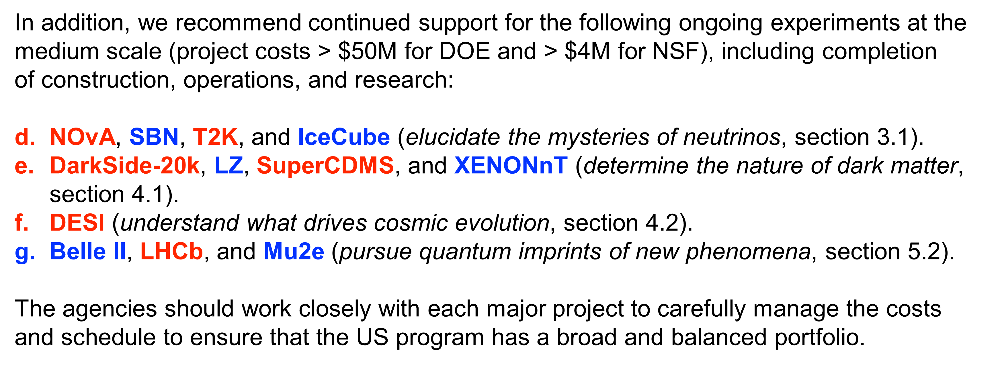 In addition, we recommend continued support for the following ongoing experiments at the
medium scale (project costs > $50M for DOE and > $4M for NSF), including completion
of construction, operations, and research:
d. NOvA, SBN, T2K, and IceCube (elucidate the mysteries of neutrinos, section 3.1).
e. DarkSide-20k, LZ, SuperCDMS, and XENONnT (determine the nature of dark matter,
section 4.1).
f. DESI (understand what drives cosmic evolution, section 4.2).
g. Belle II, LHCb, and Mu2e (pursue quantum imprints of new phenomena, section 5.2).
The agencies should work closely with each major project to carefully manage the costs
and schedule to ensure that the US program has a broad and balanced portfolio.